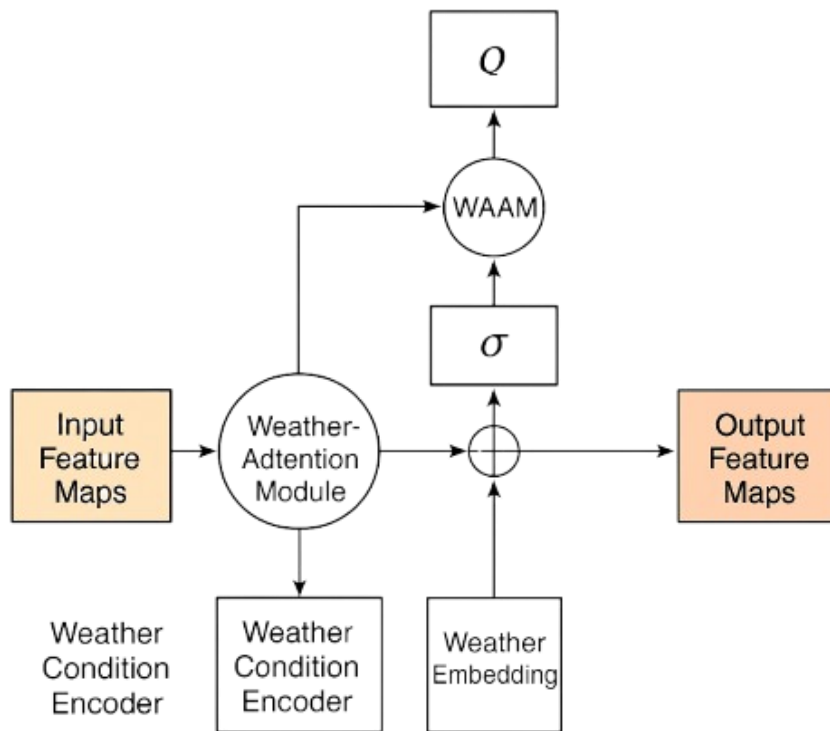 Q
WAAM
σ
Input
Feature
Maps
Weather-
Adtention
Module
Output
Feature
Maps
Weather
Condition
Encoder
Weather
Condition
Encoder
Weather
Embedding